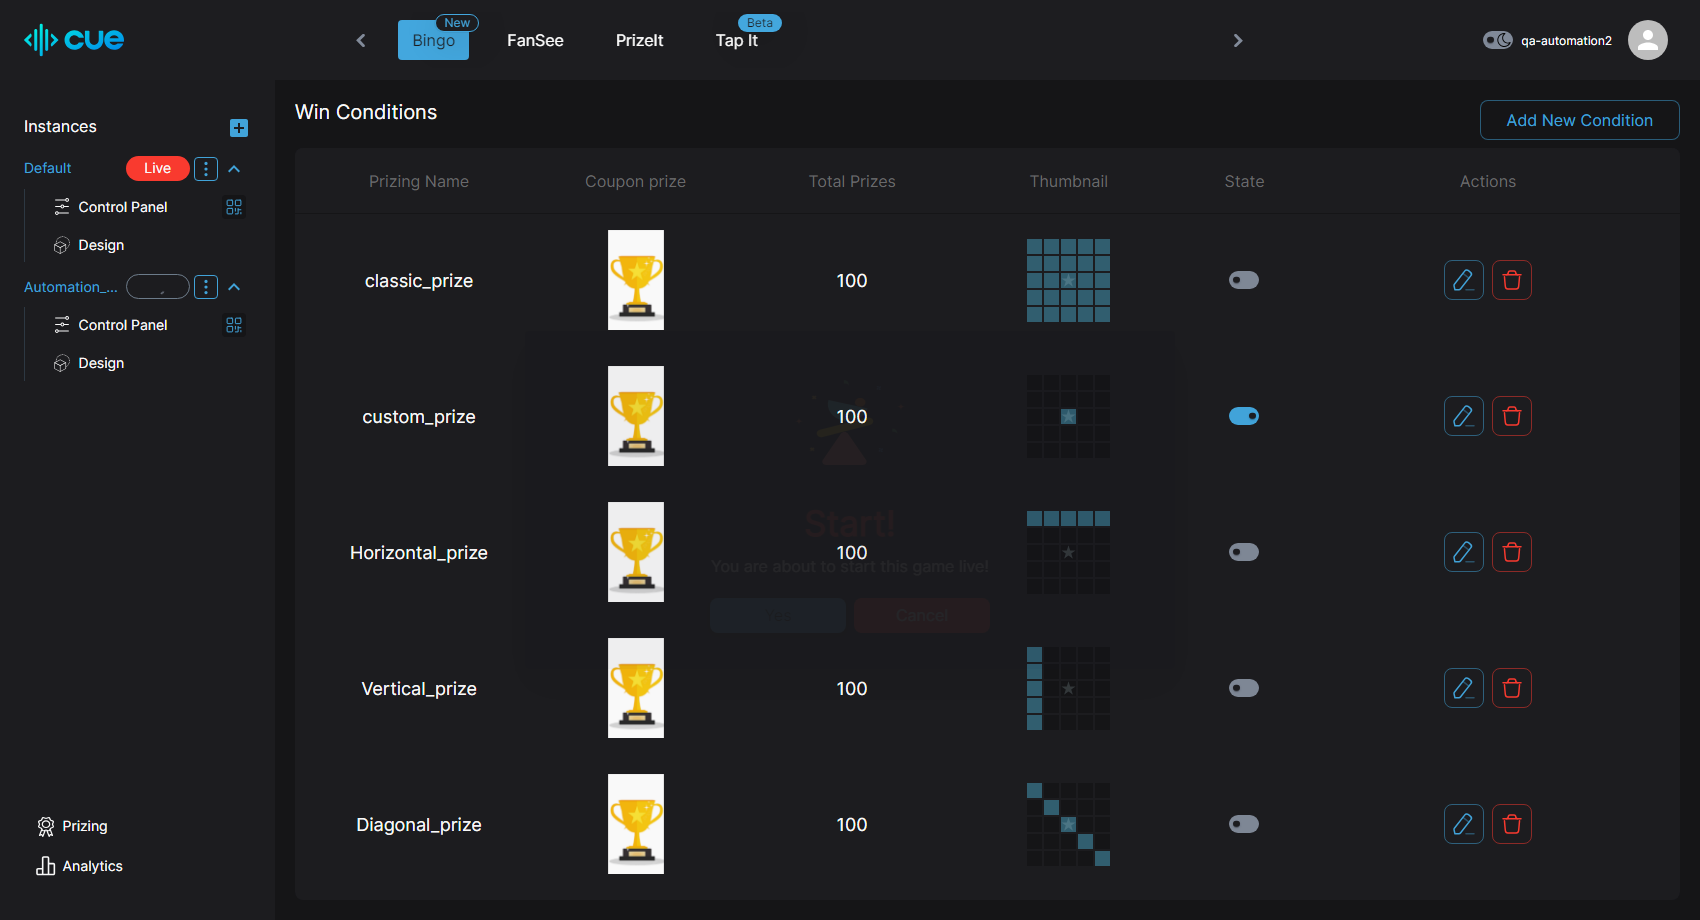 cue
Bingo
New
FanSee
PrizeIt
Tap It
Beta
qa-automation2
Instances
Default
Live
Control Panel
Design
Automation_...
Control Panel
Design
Prizing
Analytics
Win Conditions
Add New Condition
Prizing Name Coupon prize Total Prizes Thumbnail State Actions
classic_prize 100
custom_prize 100
Start!
Horizontal_prize 100
You are about to start this game live!
Cancel
Vertical_prize 100
Diagonal_prize 100